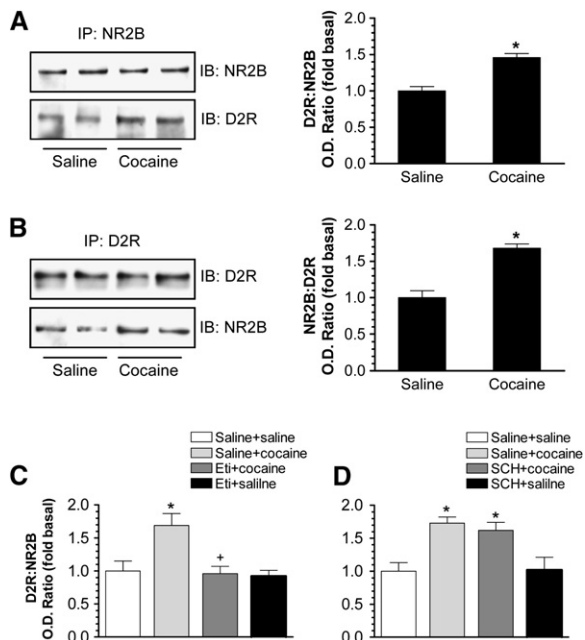 A
IP: NR2B
IB: NR2B
IB: D2R
Saline Cocaine
D2R:NR2B
O.D. Ratio (fold basal)
2.0
1.5
1.0
0.5
0.0
*
Saline Cocaine
B
IP: D2R
IB: D2R
IB: NR2B
Saline Cocaine
NR2B:D2R
O.D. Ratio (fold basal)
2.0
1.5
1.0
0.5
0.0
*
Saline Cocaine
C
Saline+saline
Saline+cocaine
Eti+cocaine
Eti+salilne
D2R:NR2B
O.D. Ratio (fold basal)
2.0
1.5
1.0
0.5
0.0
*
+
D
Saline+saline
Saline+cocaine
SCH+cocaine
SCH+salilne
2.0
1.5
1.0
0.5
0.0
* *